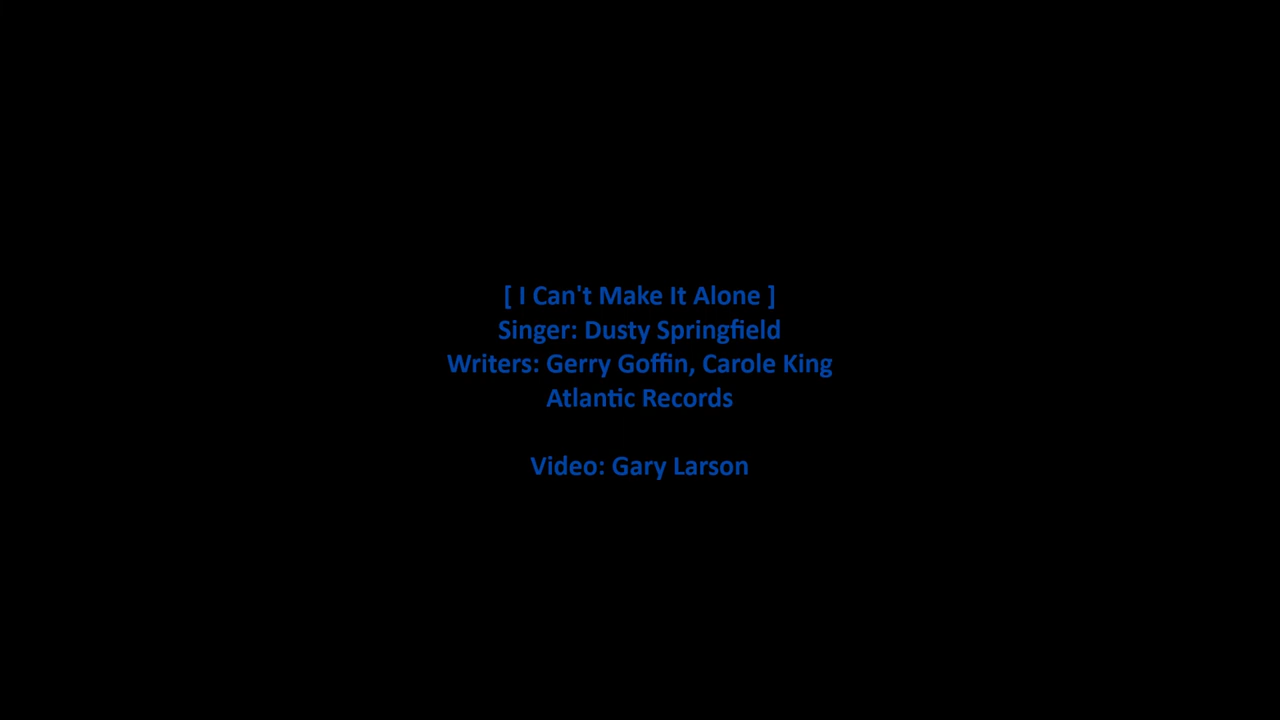 [ I Can't Make It Alone ]
Singer: Dusty Springfield
Writers: Gerry Goffin, Carole King
Atlantic Records
Video: Gary Larson